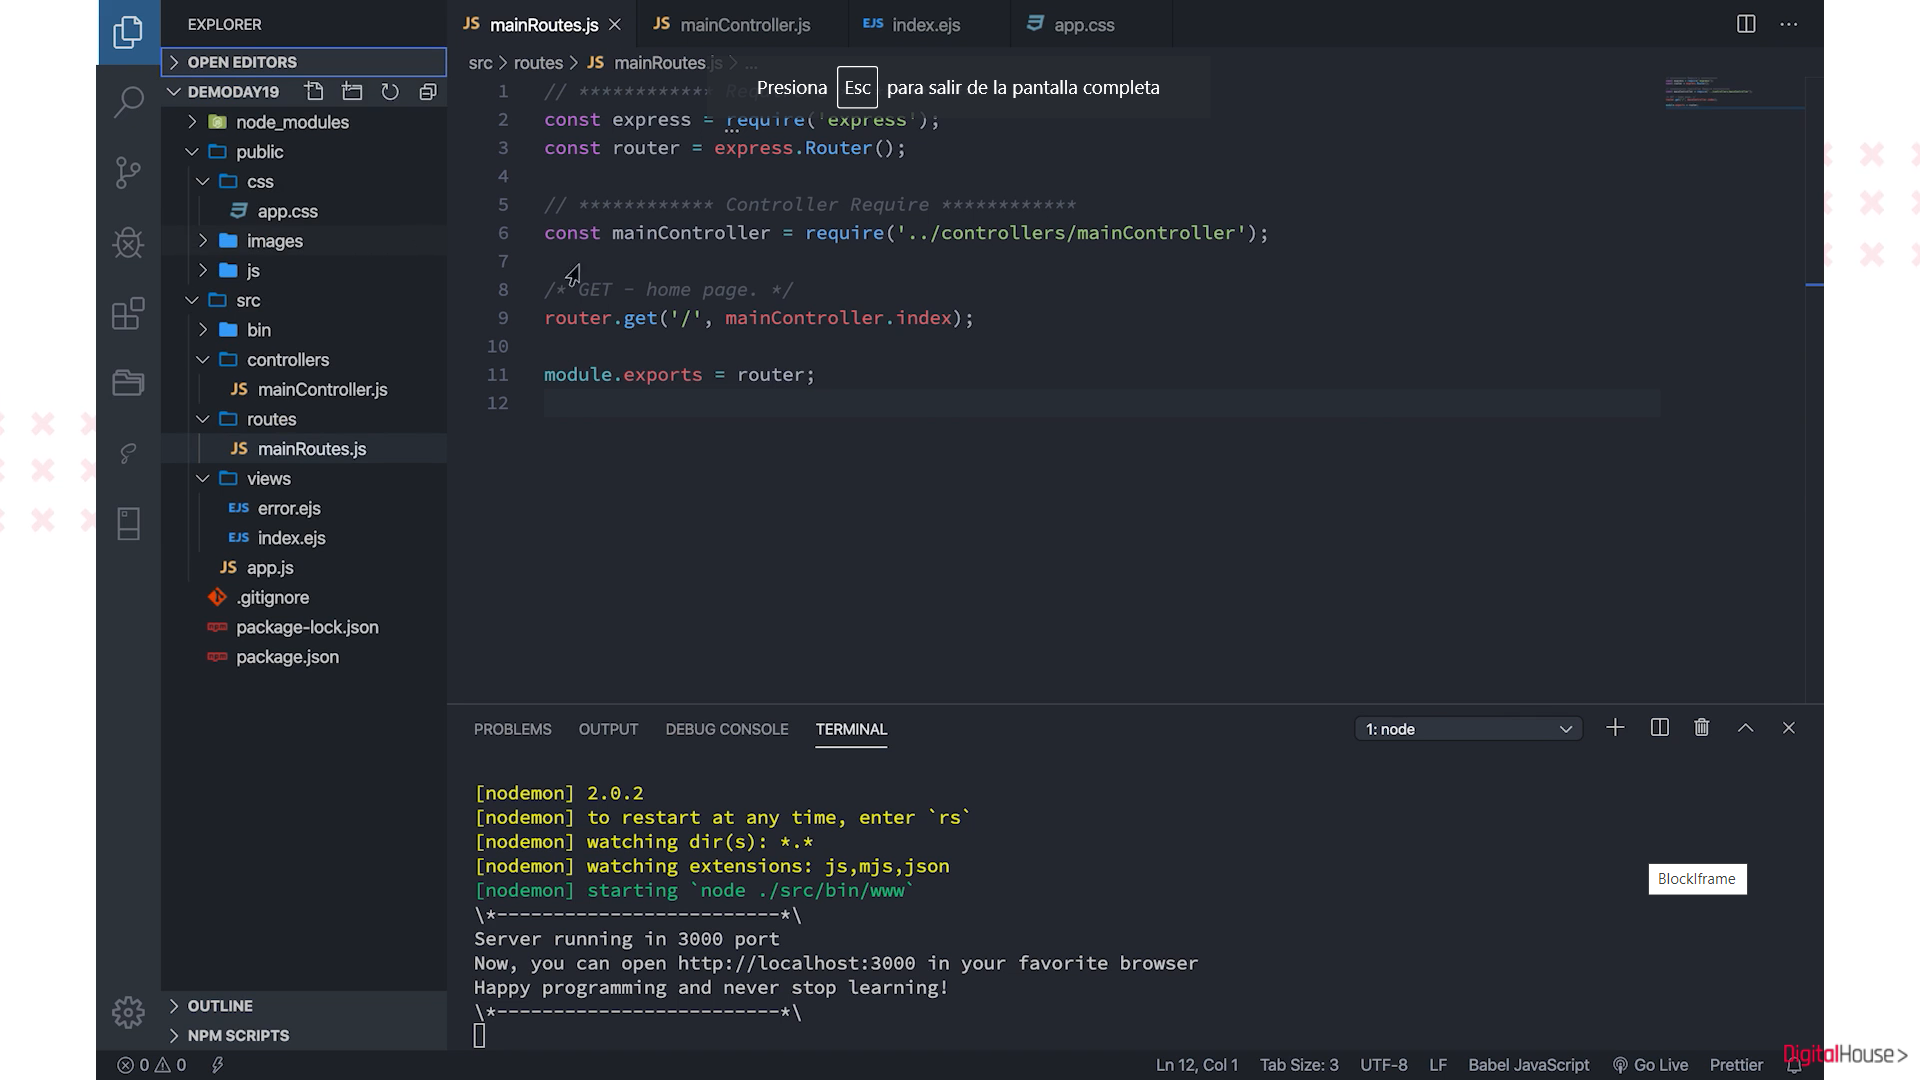 EXPLORER
OPEN EDITORS
DEMODAY19
node_modules
public
css
app.css
images
js
src
bin
controllers
JS mainController.js
routes
JS mainRoutes.js
views
EJS error.ejs
EJS index.ejs
JS app.js
.gitignore
package-lock.json
package.json
OUTLINE
NPM SCRIPTS
JS mainRoutes.js
JS mainController.js
EJS index.ejs
app.css
src > routes > JS mainRoutes.js > ...
Presiona Esc para salir de la pantalla completa
1 // ************
2 const express = require('express');
3 const router = express.Router();
4
5 // ************ Controller Require ************
6 const mainController = require('../controllers/mainController');
7
8 /* GET - home page. */
9 router.get('/', mainController.index);
10
11 module.exports = router;
12
PROBLEMS OUTPUT DEBUG CONSOLE TERMINAL
1: node
[nodemon] 2.0.2
[nodemon] to restart at any time, enter `rs`
[nodemon] watching dir(s): *.*
[nodemon] watching extensions: js,mjs,json
[nodemon] starting `node ./src/bin/www`
\*-------------------------*\
Server running in 3000 port
Now, you can open http://localhost:3000 in your favorite browser
Happy programming and never stop learning!
\*-------------------------*\
BlockIframe
0 0
Ln 12, Col 1 Tab Size: 3 UTF-8 LF Babel JavaScript Go Live Prettier
DigitalHouse>